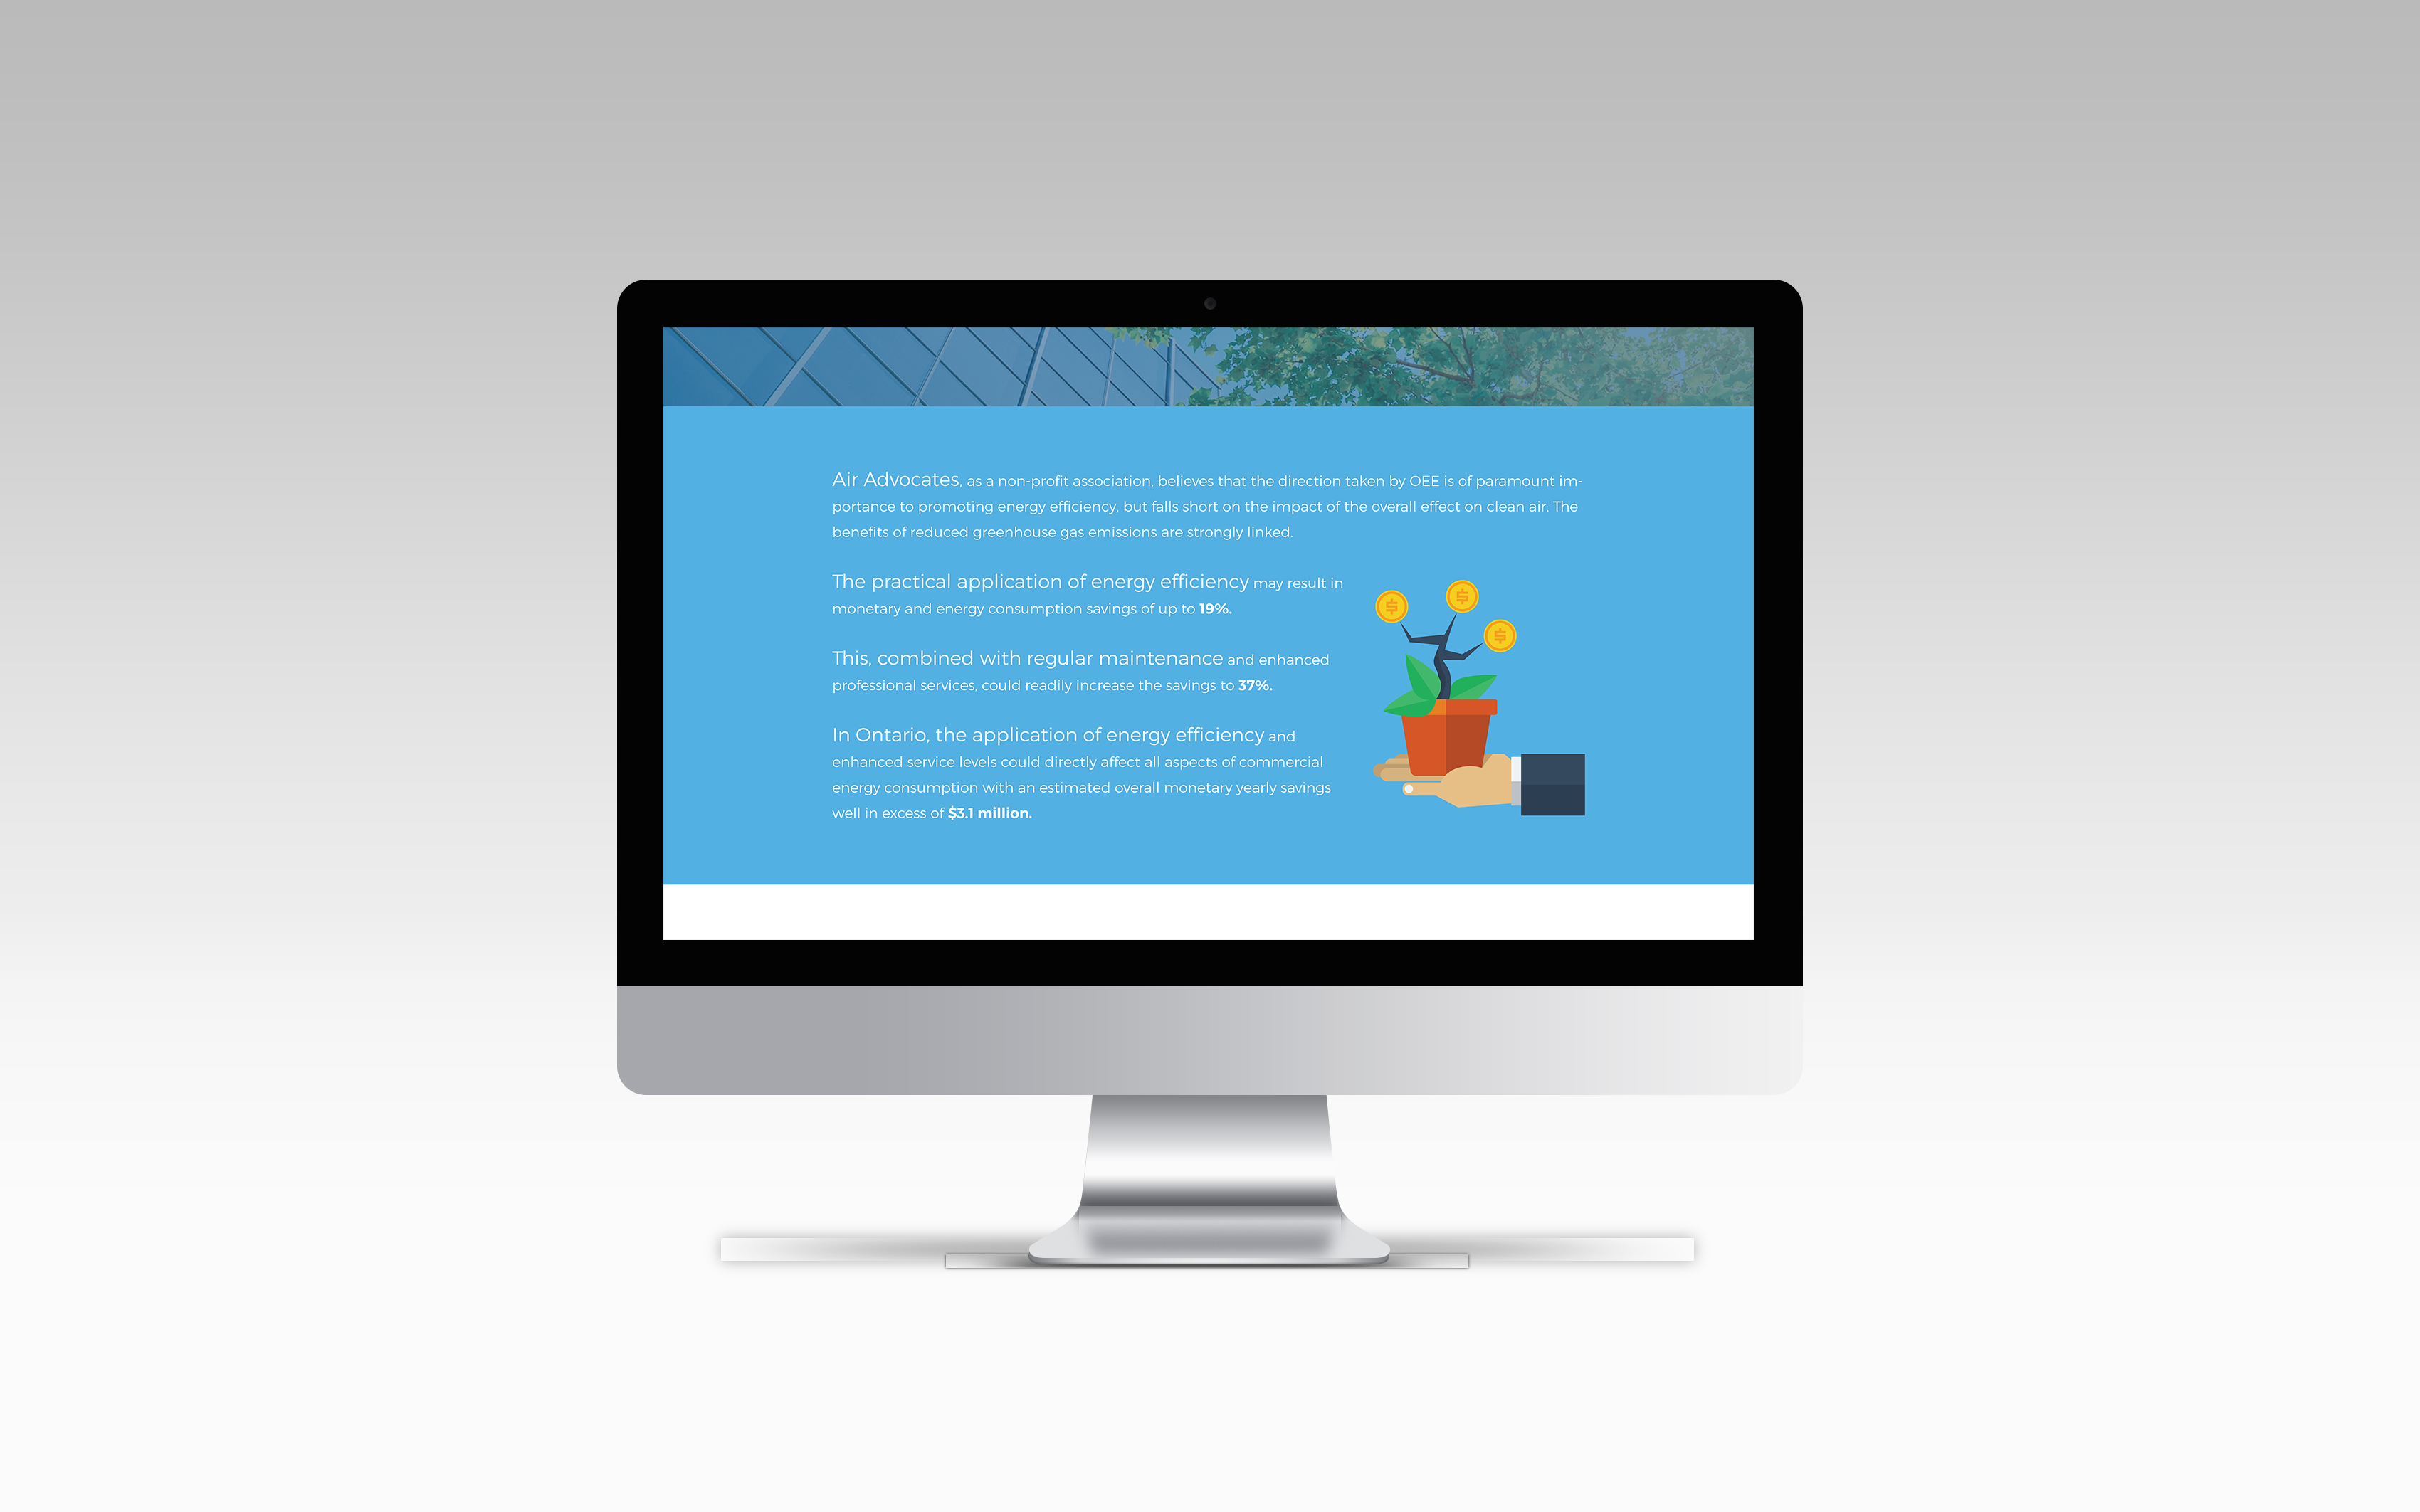 Air Advocates, as a non-profit association, believes that the direction taken by OEE is of paramount im-
portance to promoting energy efficiency, but falls short on the impact of the overall effect on clean air. The
benefits of reduced greenhouse gas emissions are strongly linked.
The practical application of energy efficiency may result in
monetary and energy consumption savings of up to 19%.
This, combined with regular maintenance and enhanced
professional services, could readily increase the savings to 37%.
In Ontario, the application of energy efficiency and
enhanced service levels could directly affect all aspects of commercial
energy consumption with an estimated overall monetary yearly savings
well in excess of $3.1 million.
$
$
$